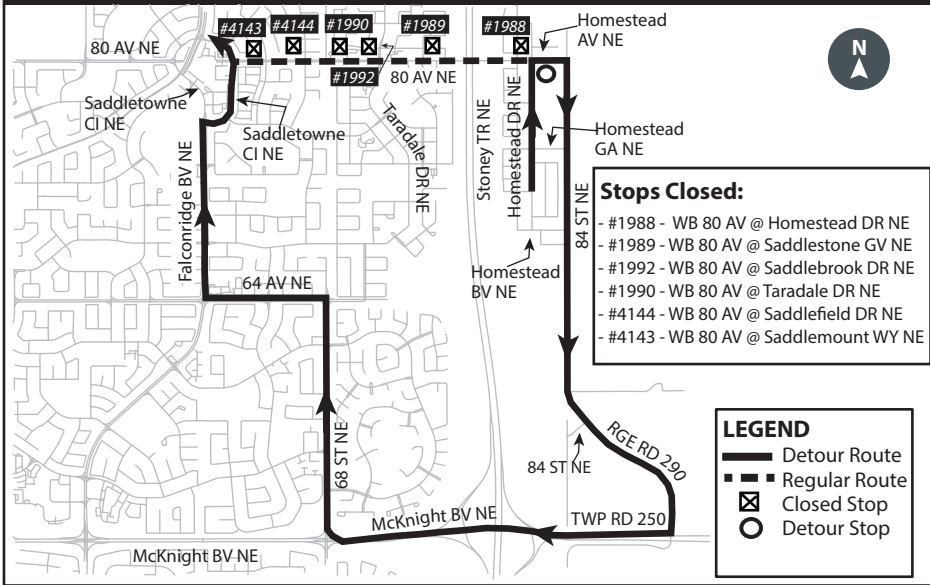 #4143
#4144
#1990
#1989
#1988
Homestead
AV NE
N
80 AV NE
#1992
80 AV NE
Saddletowne
CI NE
Saddletowne
CI NE
Taradale DR NE
Stoney TR NE
Homestead DR NE
Homestead
GA NE
84 ST NE
Falconridge BV NE
Stops Closed:
- #1988 - WB 80 AV @ Homestead DR NE
- #1989 - WB 80 AV @ Saddlestone GV NE
- #1992 - WB 80 AV @ Saddlebrook DR NE
- #1990 - WB 80 AV @ Taradale DR NE
- #4144 - WB 80 AV @ Saddlefield DR NE
- #4143 - WB 80 AV @ Saddlemount WY NE
Homestead
BV NE
64 AV NE
68 ST NE
84 ST NE
RGE RD 290
McKnight BV NE
TWP RD 250
McKnight BV NE
LEGEND
Detour Route
Regular Route
Closed Stop
Detour Stop